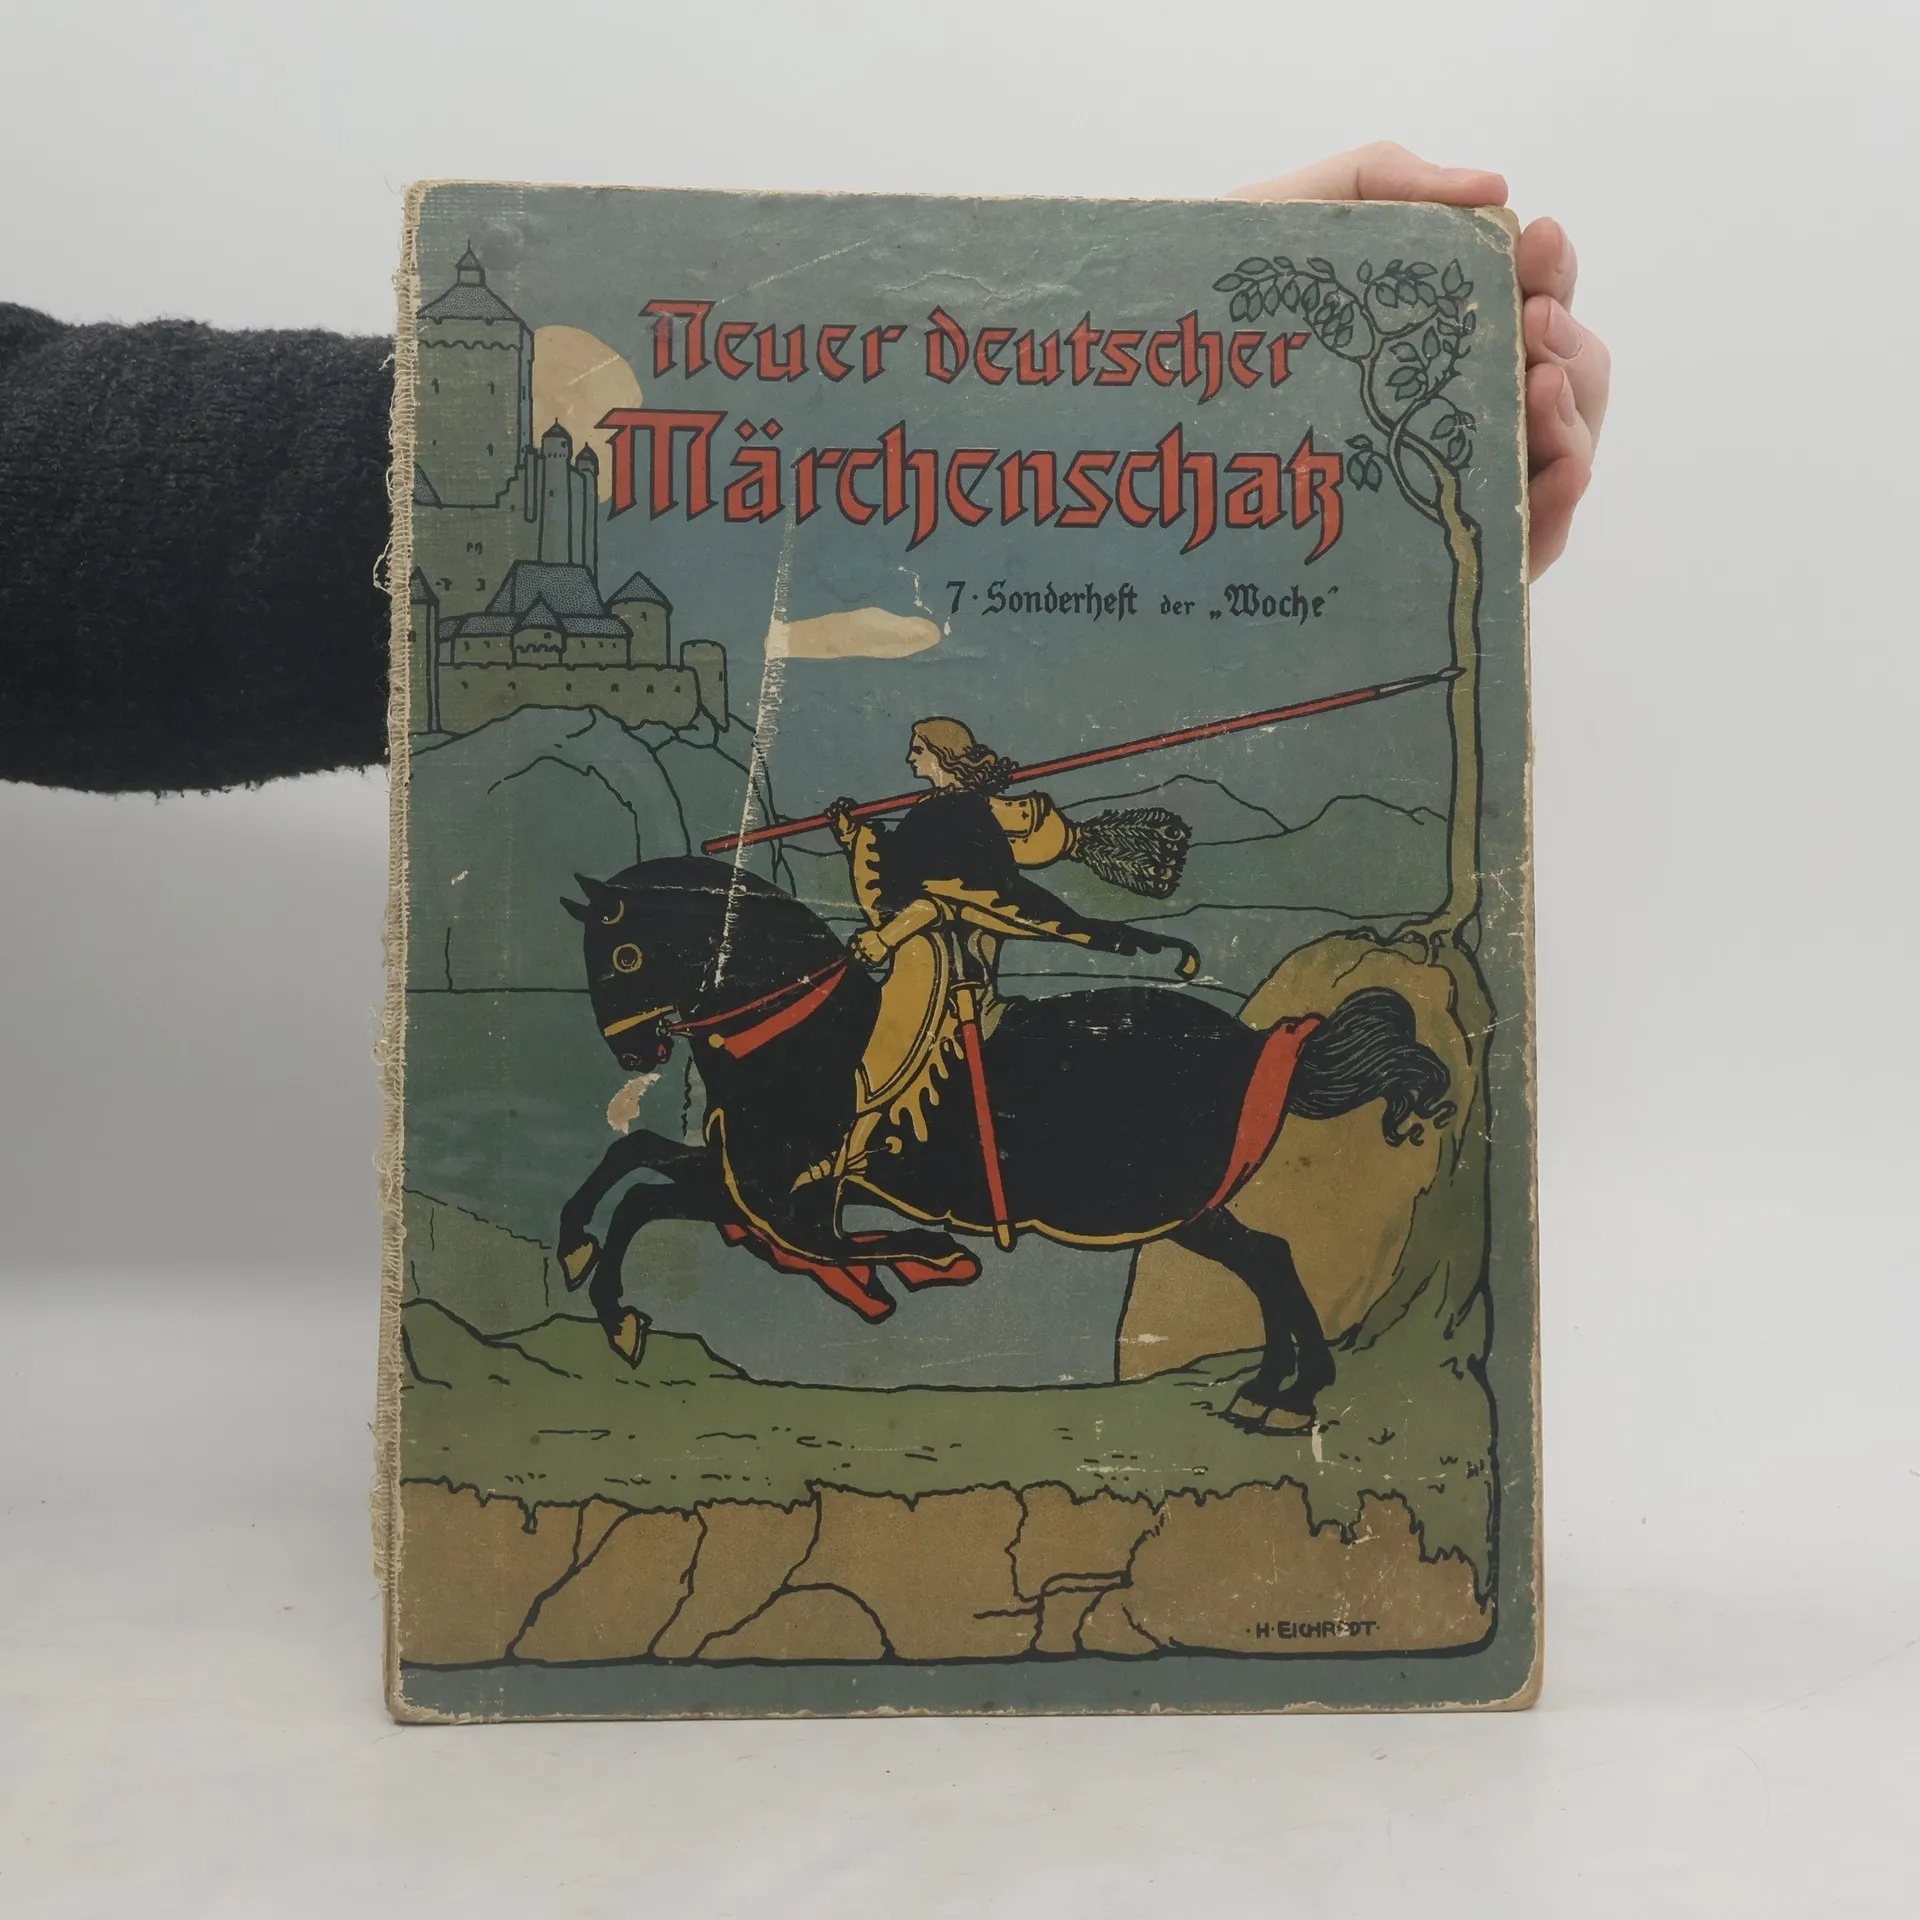 Neuer deutscher
Märchenschatz
7. Sonderheft der „Woche“
·H·EICHRODT·